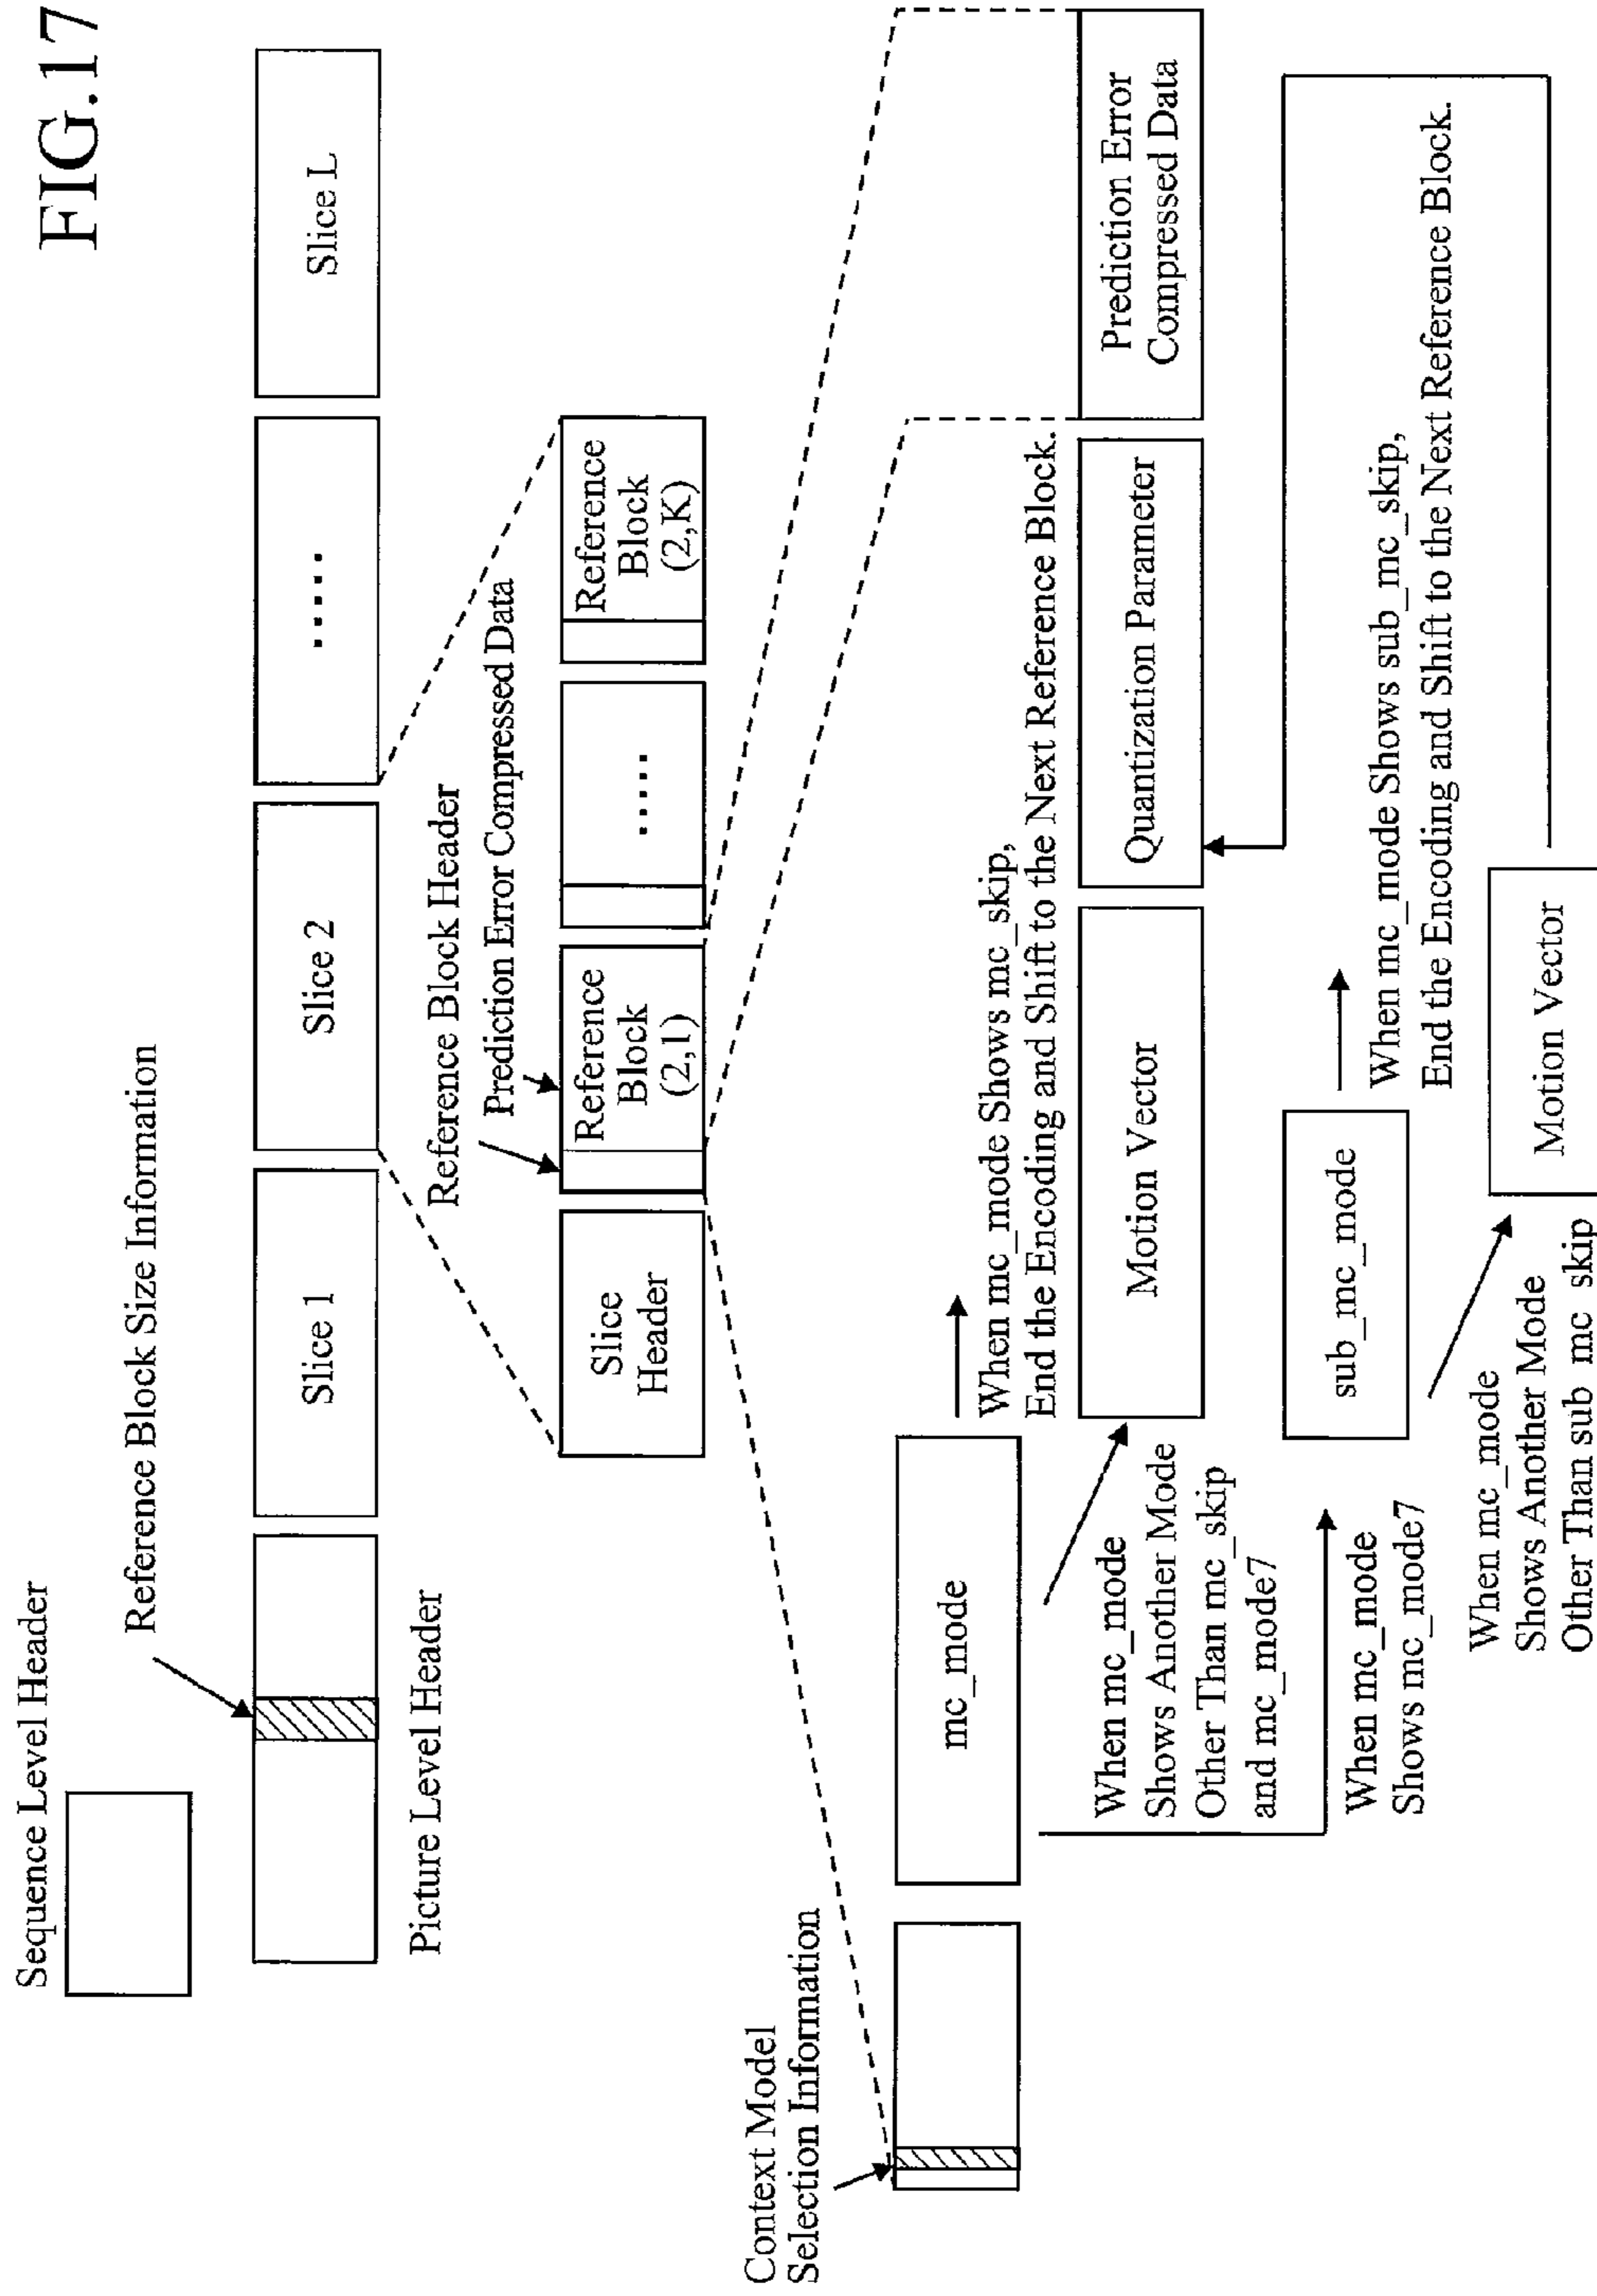 FIG.17
Sequence Level Header
Reference Block Size Information
Slice 1
Slice 2
.....
Slice L
Picture Level Header
Reference Block Header
Prediction Error Compressed Data
Slice
Header
Reference
Block
(2,1)
.....
Reference
Block
(2,K)
Context Model
Selection Information
mc_mode
When mc_mode Shows mc_skip,
End the Encoding and Shift to the Next Reference Block.
When mc_mode
Shows Another Mode
Other Than mc_skip
and mc_mode7
Motion Vector
Quantization Parameter
Prediction Error
Compressed Data
When mc_mode
Shows mc_mode7
sub_mc_mode
When mc_mode Shows sub_mc_skip,
End the Encoding and Shift to the Next Reference Block.
When mc_mode
Shows Another Mode
Other Than sub_mc_skip
Motion Vector